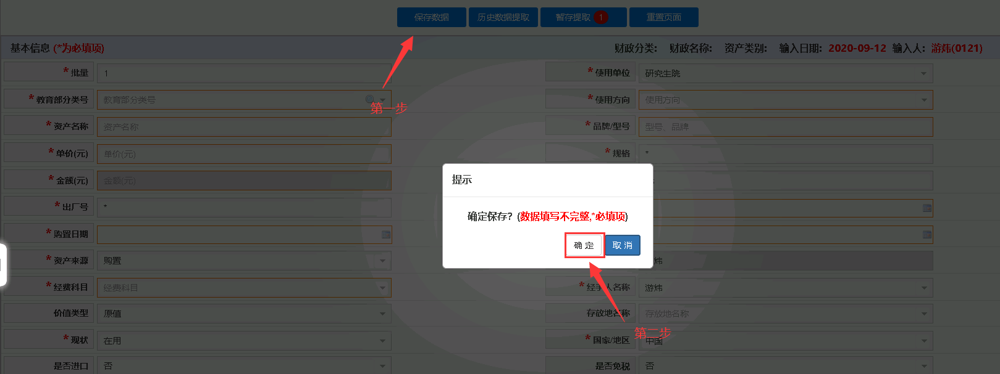 保存数据 历史数据提取 暂存提取 1 重置页面
基本信息 (*为必填项) 财政分类: 财政名称: 资产类别: 输入日期: 2020-09-12 输入人: 游炜(0121)
*批量 1 *使用单位 研究生院
*教育部分类号 教育部分类号 *使用方向 使用方向
第一步
*资产名称 资产名称 *品牌/型号 型号、品牌
*单价(元) 单价(元) *规格 *
*金额(元) 金额(元)
提示
*出厂号 *
确定保存? (数据填写不完整,*必填项)
*购置日期
确 定 取 消
*资产来源 购置 炜
*经费科目 经费科目 *经手人名称 游炜
价值类型 原值 存放地名称 存放地名称
第二步
*现状 在用 *国家/地区 中国
是否进口 否 是否免税 否